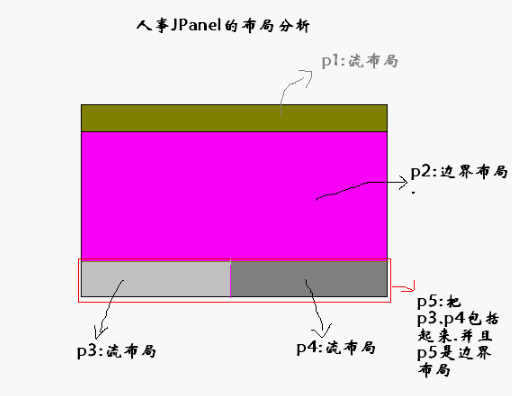 人事JPanel的布局分析
p1:流布局
p2:边界布局
.
p3:流布局
p4:流布局
p5:把
p3.p4包括
起来.并且
p5是边界
布局